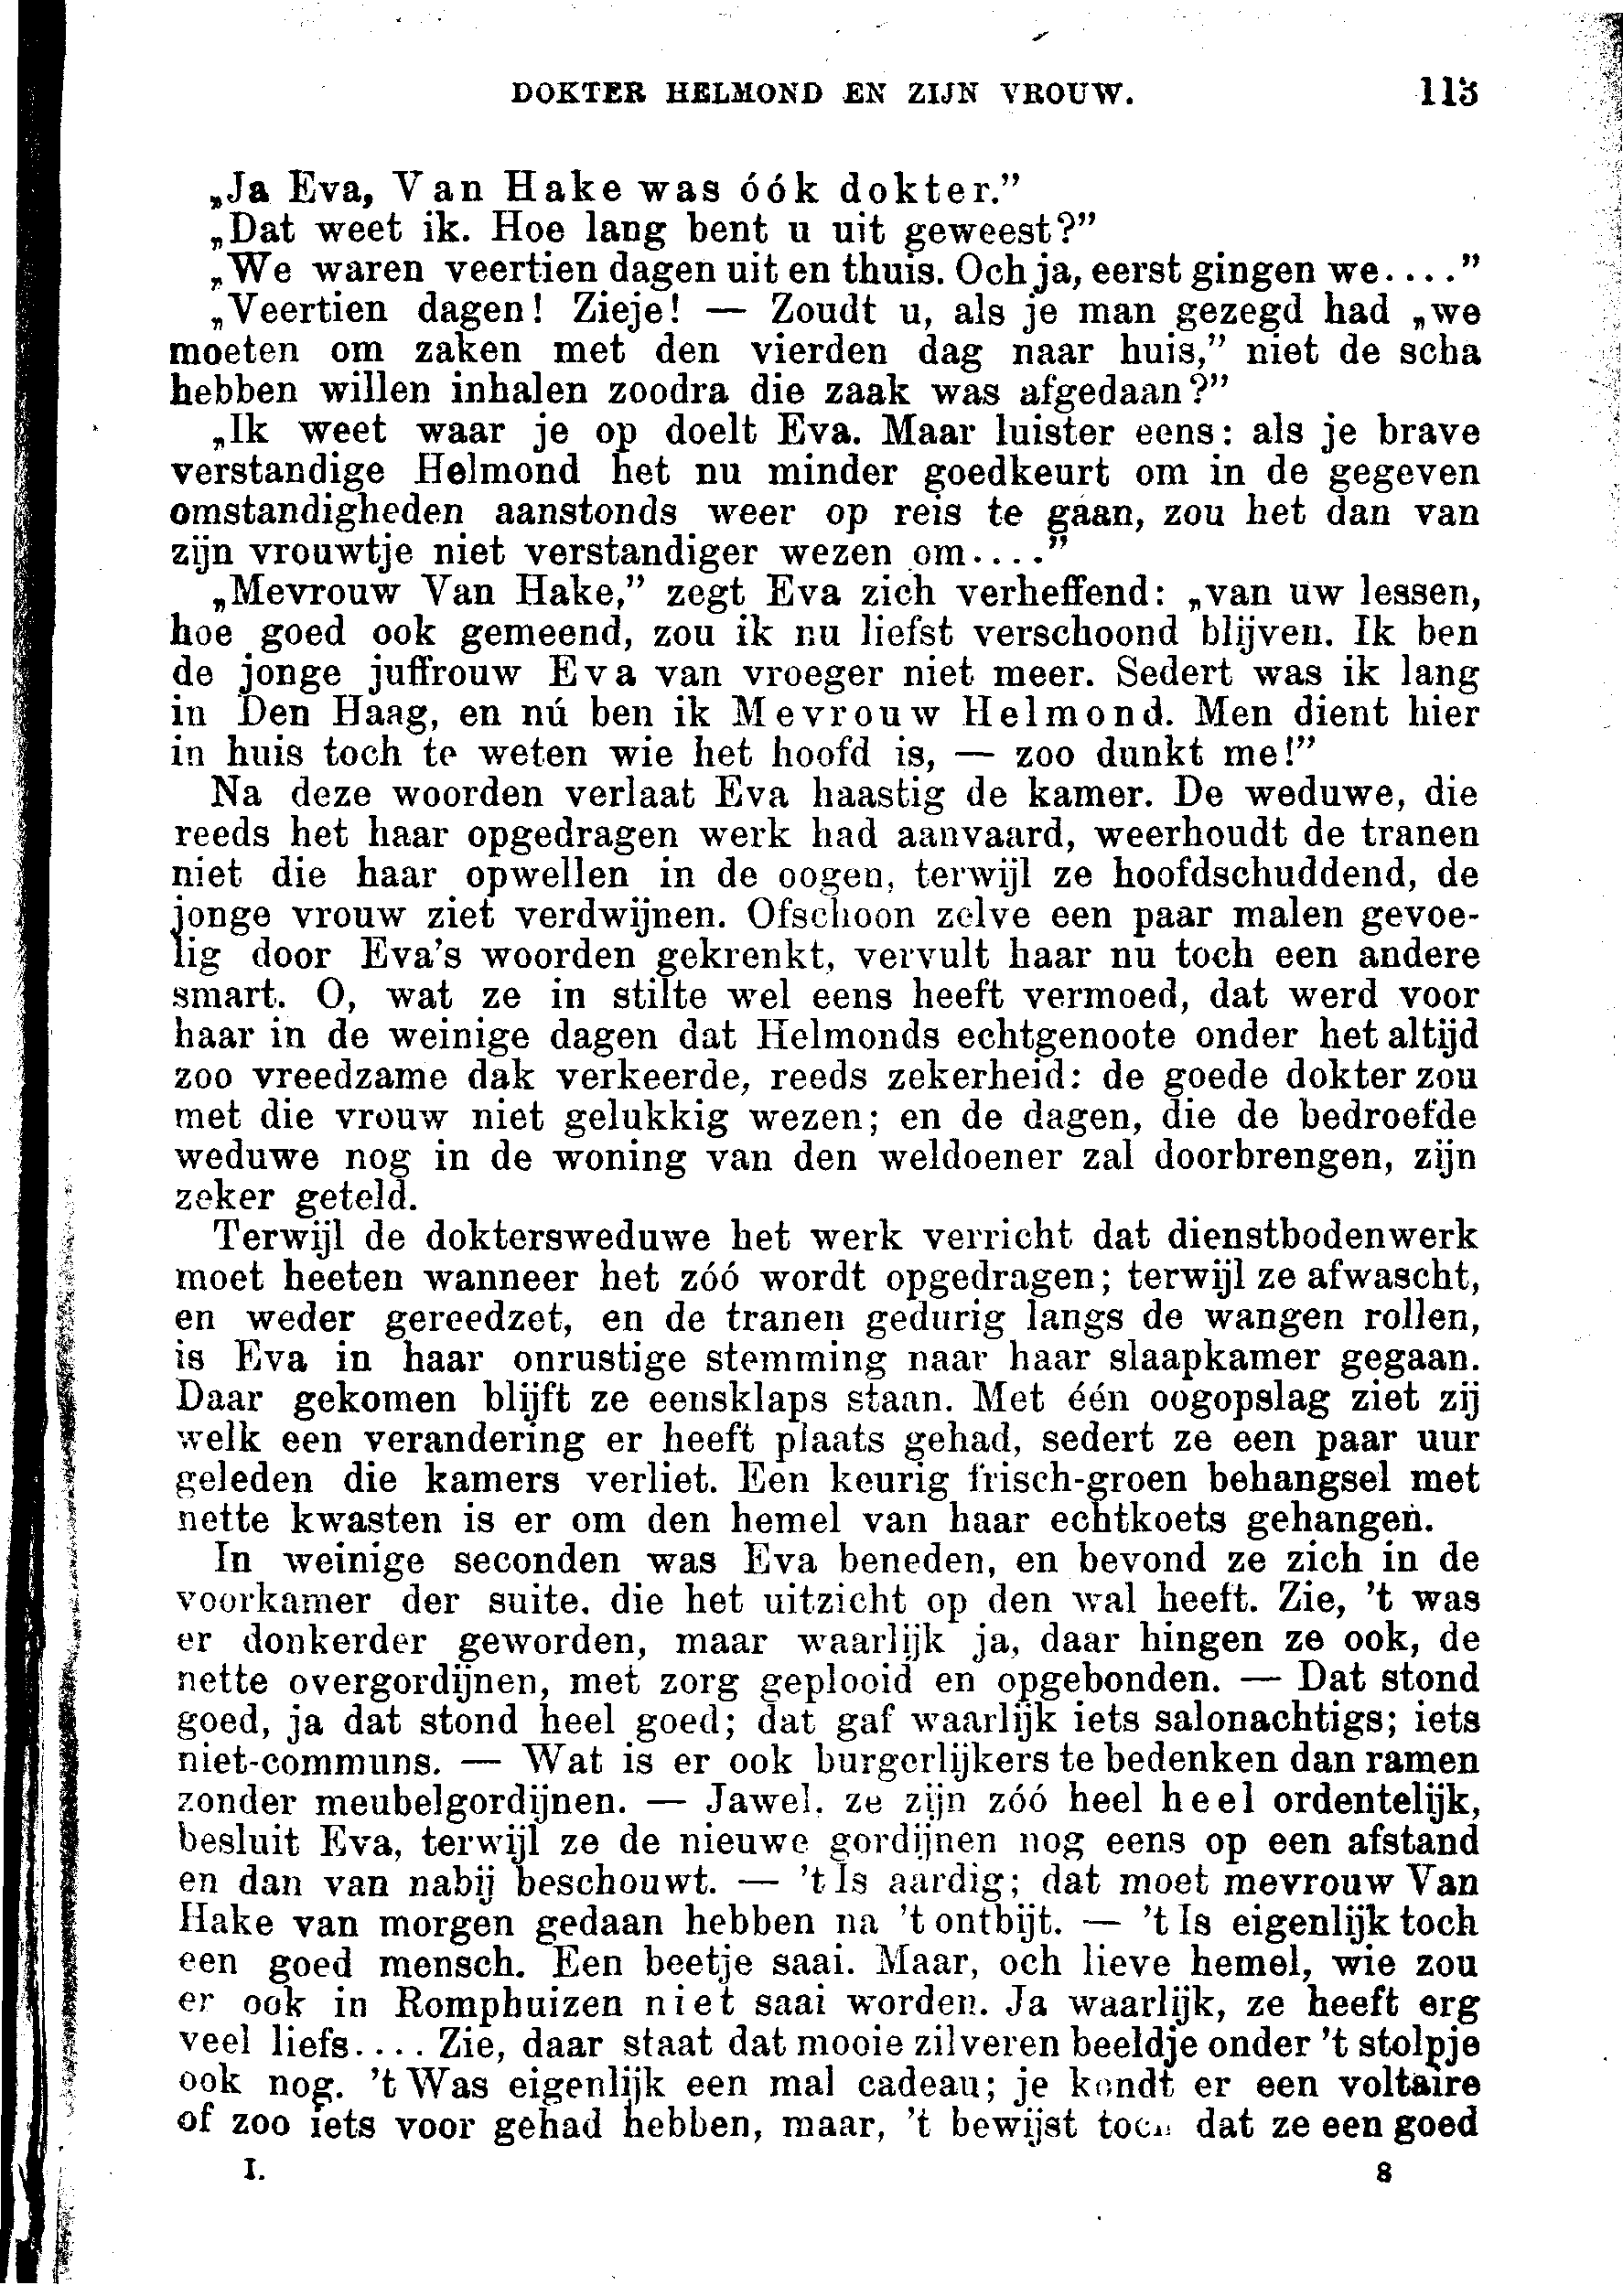 DOKTER HELMOND EN ZIJN VROUW. 113
„Ja Eva, Van Hake was óók dokter.”
„Dat weet ik. Hoe lang bent u uit geweest?”
„We waren veertien dagen uit en thuis. Och ja, eerst gingen we....”
„Veertien dagen! Zieje! — Zoudt u, als je man gezegd had „we
moeten om zaken met den vierden dag naar huis,” niet de scha
hebben willen inhalen zoodra die zaak was afgedaan?”
„Ik weet waar je op doelt Eva. Maar luister eens: als je brave
verstandige Helmond het nu minder goedkeurt om in de gegeven
omstandigheden aanstonds weer op reis te gaan, zou het dan van
zijn vrouwtje niet verstandiger wezen om....”
„Mevrouw Van Hake,” zegt Eva zich verheffend: „van uw lessen,
hoe goed ook gemeend, zou ik nu liefst verschoond blijven. Ik ben
de jonge juffrouw Eva van vroeger niet meer. Sedert was ik lang
in Den Haag, en nú ben ik Mevrouw Helmond. Men dient hier
in huis toch te weten wie het hoofd is, — zoo dunkt me!”
Na deze woorden verlaat Eva haastig de kamer. De weduwe, die
reeds het haar opgedragen werk had aanvaard, weerhoudt de tranen
niet die haar opwellen in de oogen, terwijl ze hoofdschuddend, de
jonge vrouw ziet verdwijnen. Ofschoon zelve een paar malen gevoe-
lig door Eva's woorden gekrenkt, vervult haar nu toch een andere
smart. O, wat ze in stilte wel eens heeft vermoed, dat werd voor
haar in de weinige dagen dat Helmonds echtgenoote onder het altijd
zoo vreedzame dak verkeerde, reeds zekerheid: de goede dokter zou
met die vrouw niet gelukkig wezen; en de dagen, die de bedroefde
weduwe nog in de woning van den weldoener zal doorbrengen, zijn
zeker geteld.
Terwijl de doktersweduwe het werk verricht dat dienstbodenwerk
moet heeten wanneer het zóó wordt opgedragen; terwijl ze afwascht,
en weder gereedzet, en de tranen gedurig langs de wangen rollen,
is Eva in haar onrustige stemming naar haar slaapkamer gegaan.
Daar gekomen blijft ze eensklaps staan. Met één oogopslag ziet zij
welk een verandering er heeft plaats gehad, sedert ze een paar uur
geleden die kamers verliet. Een keurig frisch-groen behangsel met
nette kwasten is er om den hemel van haar echtkoets gehangen.
In weinige seconden was Eva beneden, en bevond ze zich in de
voorkamer der suite. die het uitzicht op den wal heeft. Zie, 't was
er donkerder geworden, maar waarlijk ja, daar hingen ze ook, de
nette overgordijnen, met zorg geplooid en opgebonden. — Dat stond
goed, ja dat stond heel goed; dat gaf waarlijk iets salonachtigs; iets
niet-communs. — Wat is er ook burgerlijkers te bedenken dan ramen
zonder meubelgordijnen. — Jawel. ze zijn zóó heel heel ordentelijk,
besluit Eva, terwijl ze de nieuwe gordijnen nog eens op een afstand
en dan van nabij beschouwt. — 't Is aardig; dat moet mevrouw Van
Hake van morgen gedaan hebben na 't ontbijt. — 't Is eigenlijk toch
een goed mensch. Een beetje saai. Maar, och lieve hemel, wie zou
er ook in Romphuizen niet saai worden. Ja waarlijk, ze heeft erg
veel liefs.... Zie, daar staat dat mooie zilveren beeldje onder 't stolpje
ook nog. 't Was eigenlijk een mal cadeau; je kondt er een voltaire
of zoo iets voor gehad hebben, maar, 't bewijst toch dat ze een goed
I. 8